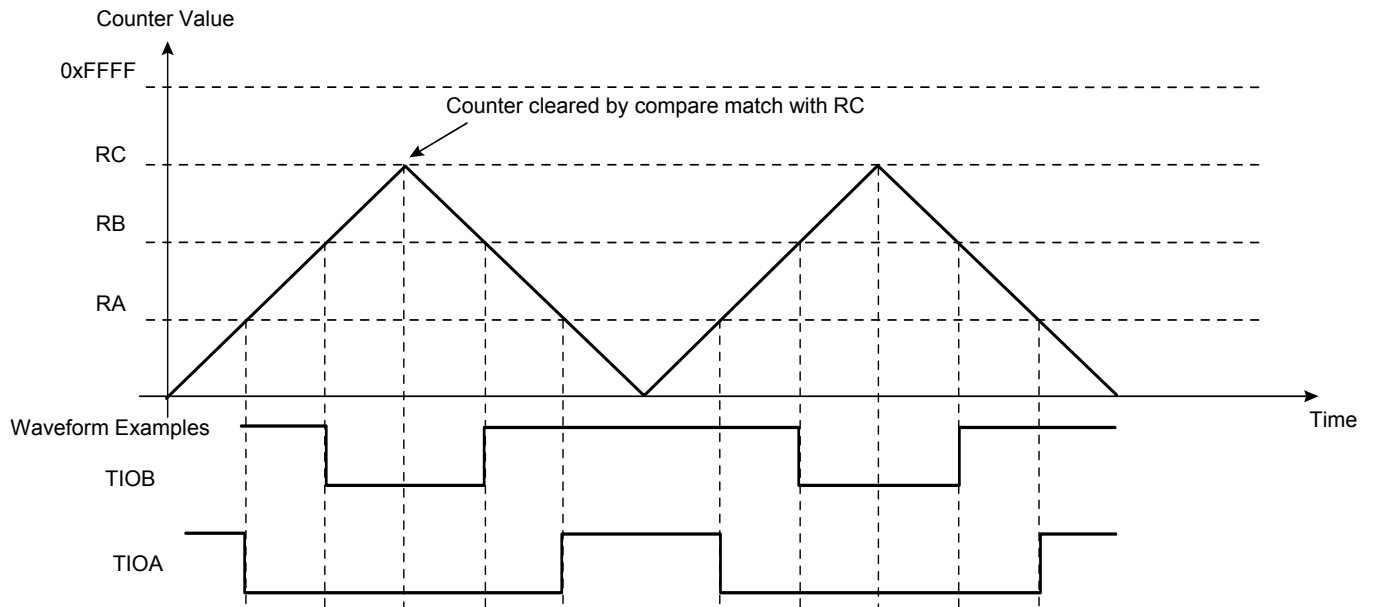 Counter Value
0xFFFF
Counter cleared by compare match with RC
RC
RB
RA
Time
Waveform Examples
TIOB
TIOA